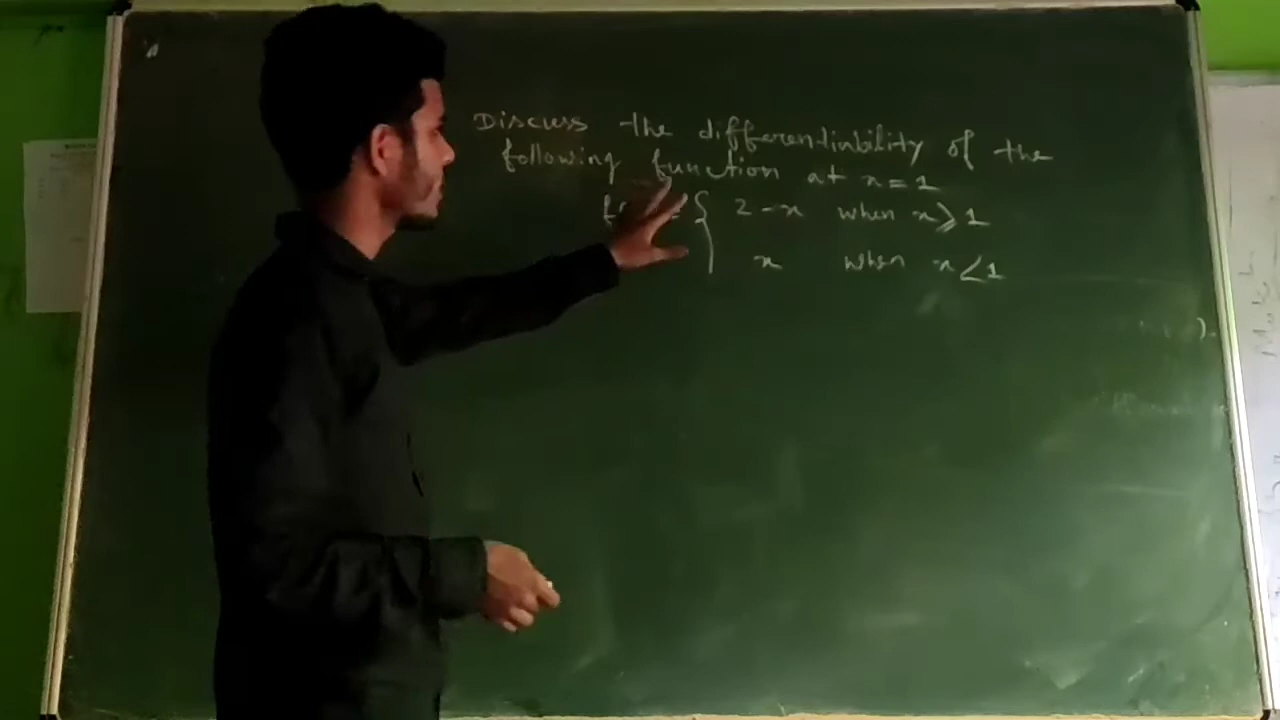 Discuss the differentiability of the
following function at x=1
{ 2-x when x⩾1
x when x<1